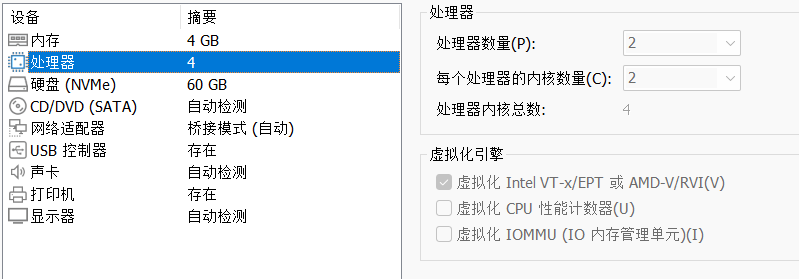 设备 摘要
内存 4 GB
处理器 4
硬盘 (NVMe) 60 GB
CD/DVD (SATA) 自动检测
网络适配器 桥接模式 (自动)
USB 控制器 存在
声卡 自动检测
打印机 存在
显示器 自动检测
处理器
处理器数量(P): 2
每个处理器的内核数量(C): 2
处理器内核总数: 4
虚拟化引擎
虚拟化 Intel VT-x/EPT 或 AMD-V/RVI(V)
虚拟化 CPU 性能计数器(U)
虚拟化 IOMMU (IO 内存管理单元)(I)